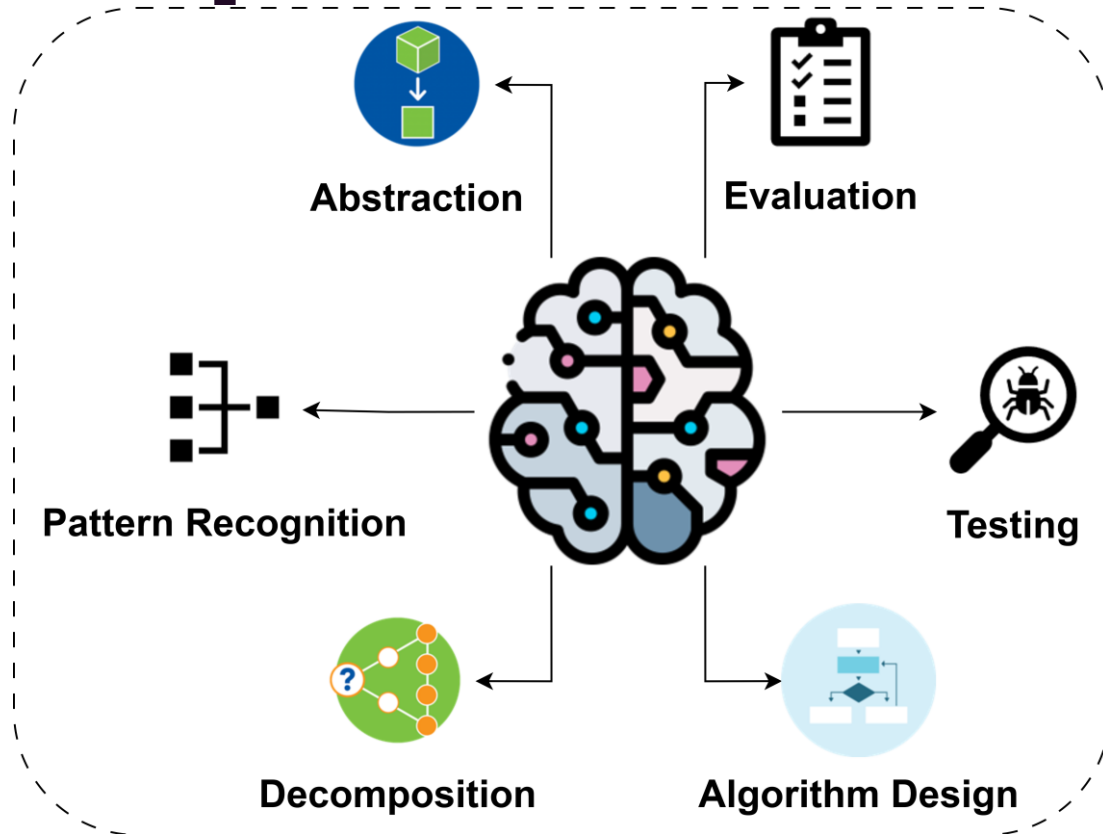 Abstraction
Evaluation
Pattern Recognition
Testing
?
Decomposition
Algorithm Design